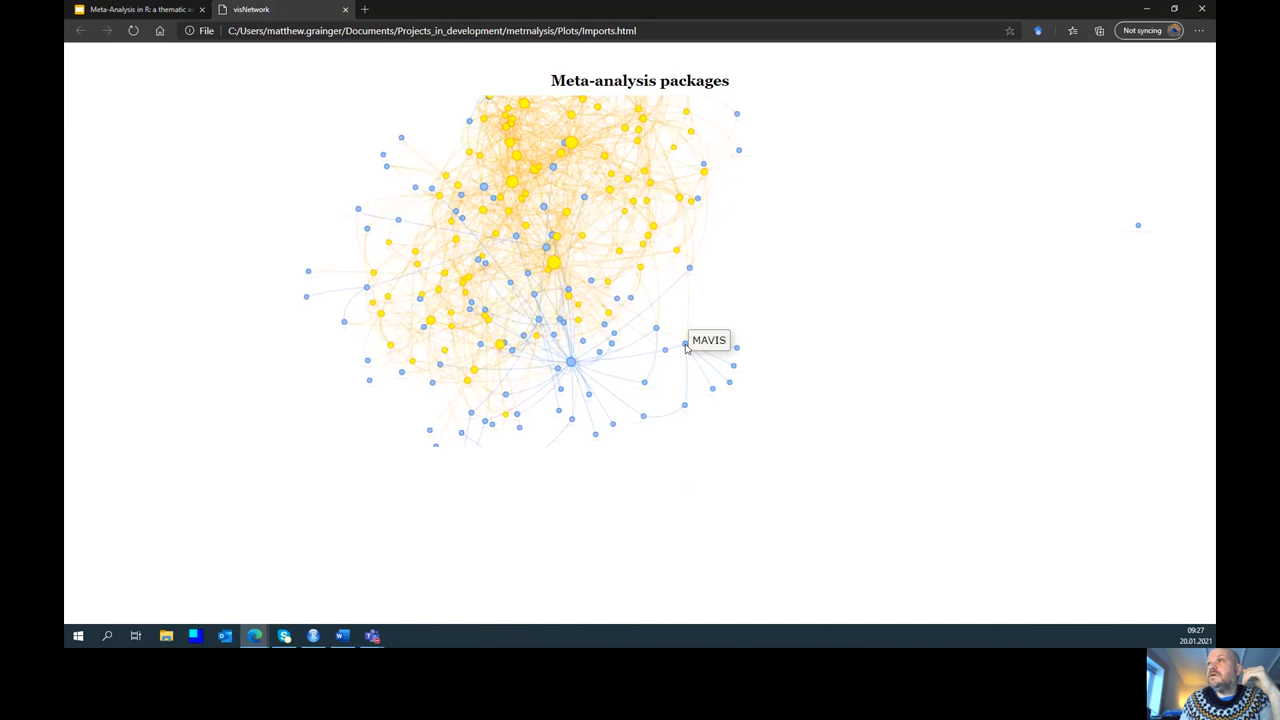 Meta-Analysis in R: a thematic a
visNetwork
File
C:/Users/matthew.grainger/Documents/Projects_in_development/metrnalysis/Plots/Imports.html
Not syncing
Meta-analysis packages
MAVIS
09:27
20.01.2021